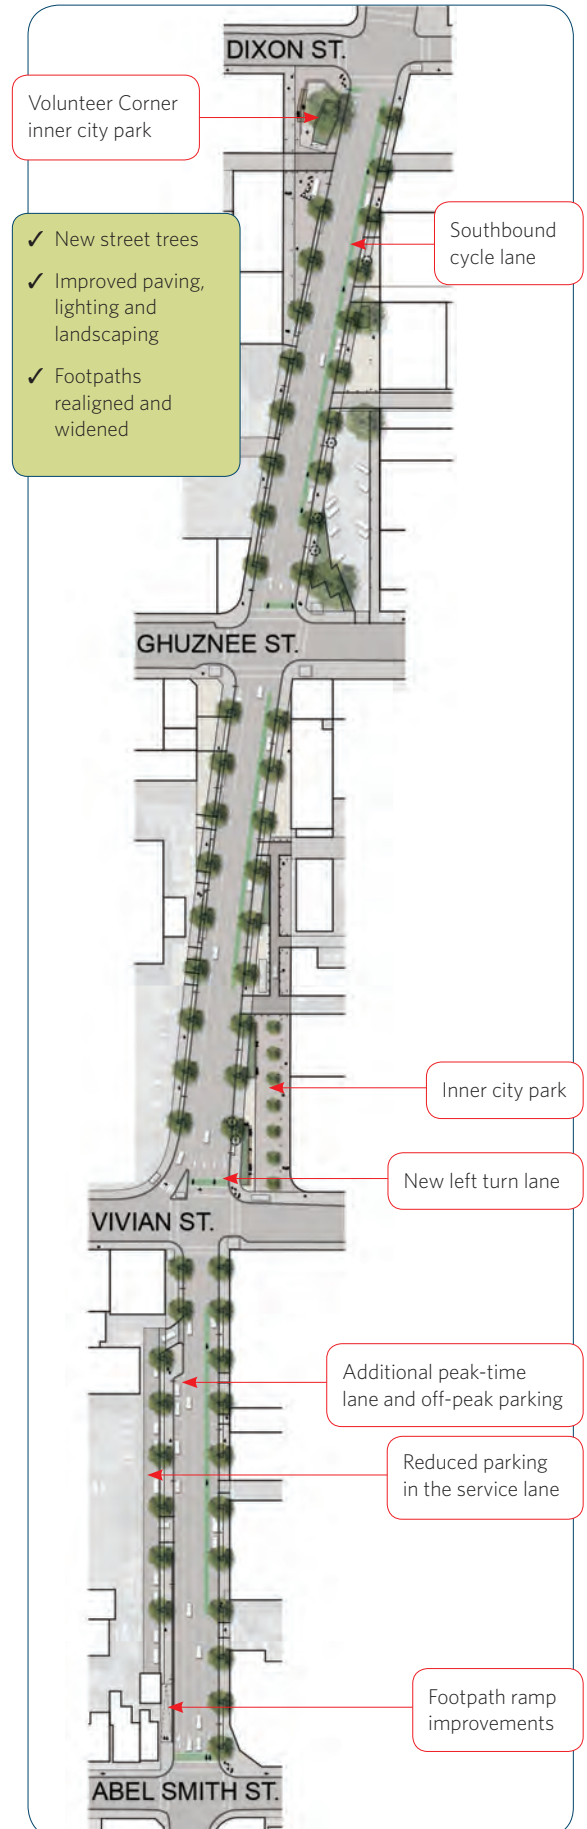 DIXON ST.
Volunteer Corner
inner city park
✓ New street trees
✓ Improved paving,
lighting and
landscaping
✓ Footpaths
realigned and
widened
Southbound
cycle lane
GHUZNEE ST.
Inner city park
New left turn lane
VIVIAN ST.
Additional peak-time
lane and off-peak parking
Reduced parking
in the service lane
Footpath ramp
improvements
ABEL SMITH ST.